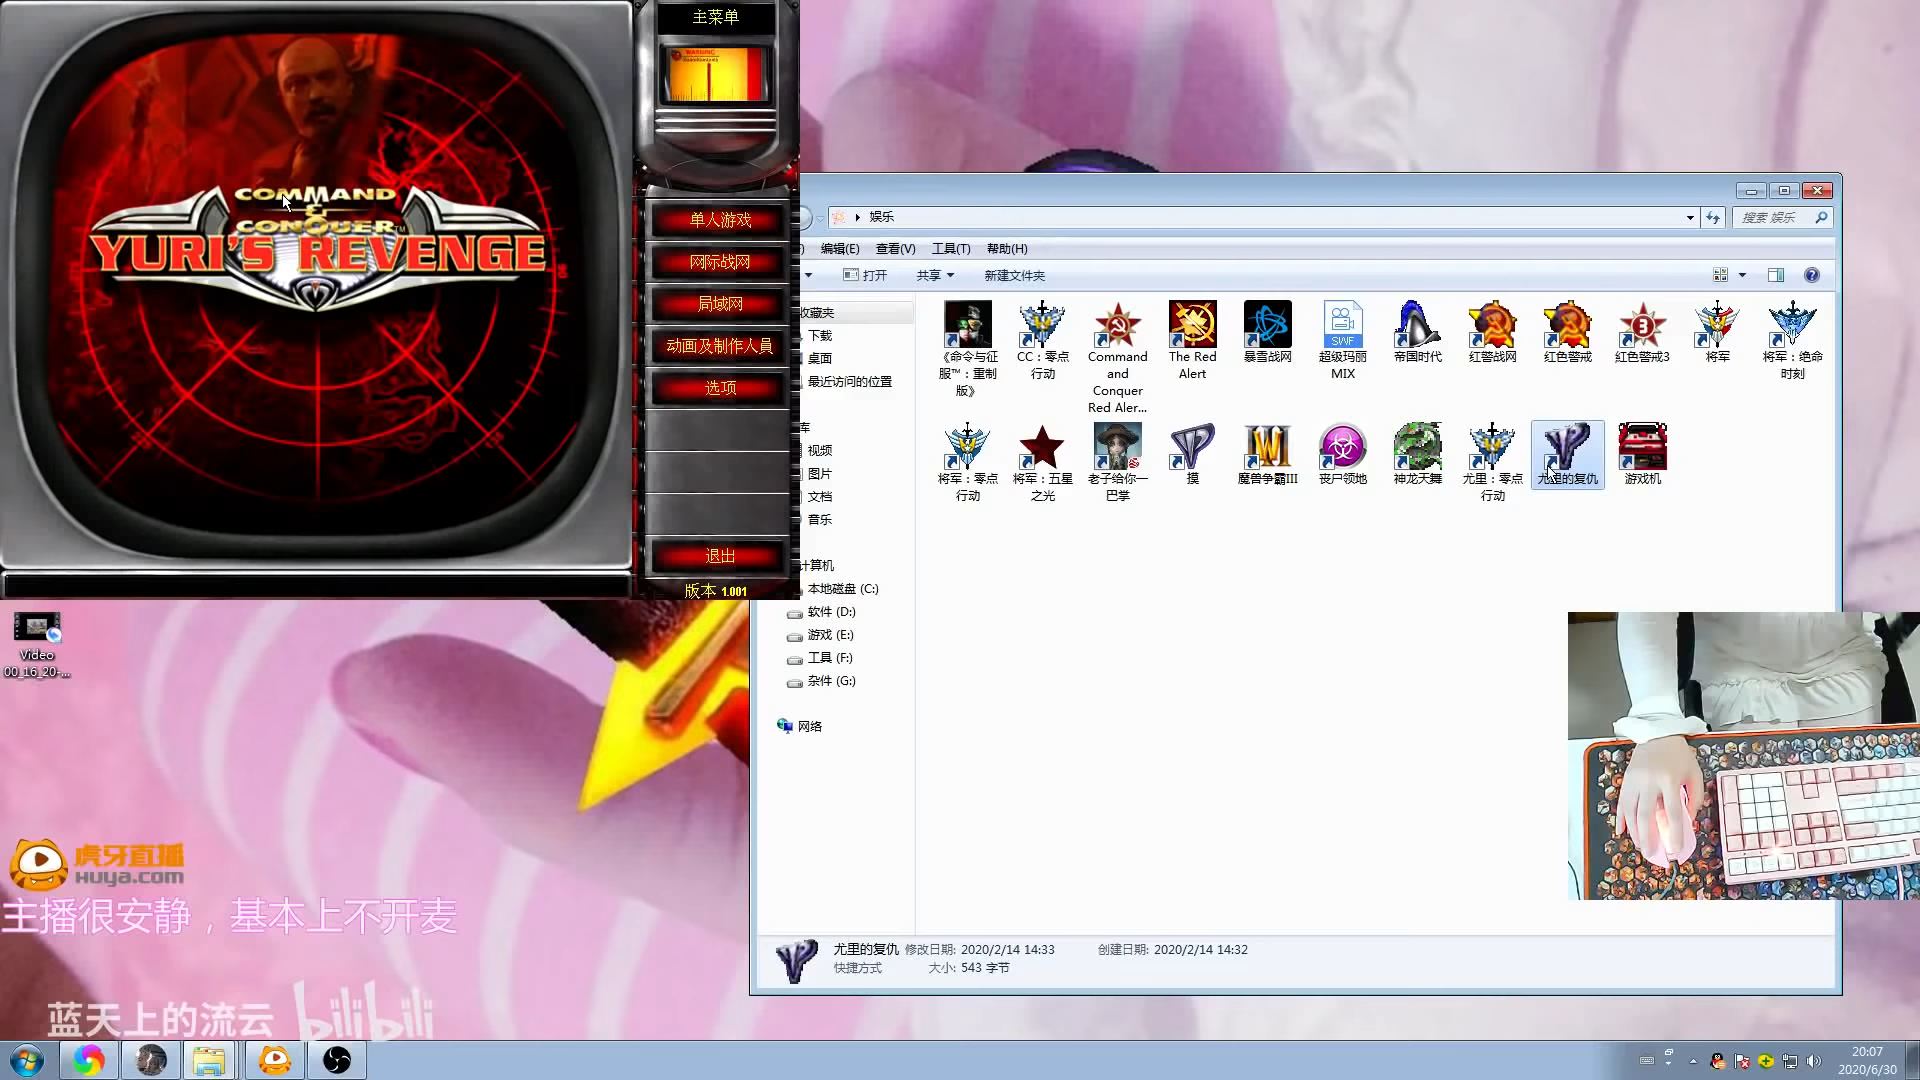 主菜单
WARNING
COMMAND
&
CONQUER™
YURI'S REVENGE
单人游戏
网际战网
局域网
动画及制作人員
选项
退出
版本 1.001
娱乐
搜索 娱乐
编辑(E) 查看(V) 工具(T) 帮助(H)
打开 共享 新建文件夹
收藏夹
下载
桌面
最近访问的位置
库
视频
图片
文档
音乐
计算机
本地磁盘 (C:)
软件 (D:)
游戏 (E:)
工具 (F:)
杂件 (G:)
网络
《命令与征服™：重制版》
CC：零点行动
Command and Conquer Red Aler...
The Red Alert
暴雪战网
SWF
超级玛丽MIX
帝国时代
红警战网
红色警戒
3
红色警戒3
将军
将军：绝命时刻
将军：零点行动
将军：五星之光
老子给你一巴掌
摸
魔兽争霸III
丧尸领地
神龙天舞
尤里：零点行动
尤里的复仇
游戏机
尤里的复仇 修改日期: 2020/2/14 14:33 创建日期: 2020/2/14 14:32
快捷方式 大小: 543 字节
Video
00_16_20-...
虎牙直播
HUYA.COM
主播很安静，基本上不开麦
蓝天上的流云 bilibili
20:07
2020/6/30